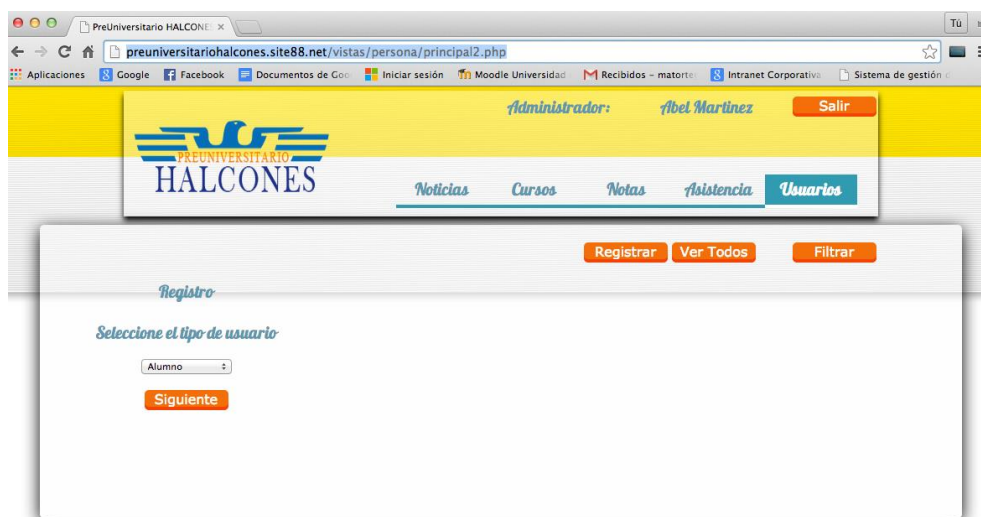 PreUniversitario HALCONE
Tú
preuniversitariohalcones.site88.net/vistas/persona/principal2.php
Aplicaciones Google Facebook Documentos de Goo Iniciar sesión Moodle Universidad Recibidos – matorte Intranet Corporativa Sistema de gestión
Administrador: Abel Martinez Salir
PREUNIVERSITARIO
HALCONES
Noticias Cursos Notas Asistencia Usuarios
Registrar Ver Todos Filtrar
Registro
Seleccione el tipo de usuario
Alumno
Siguiente